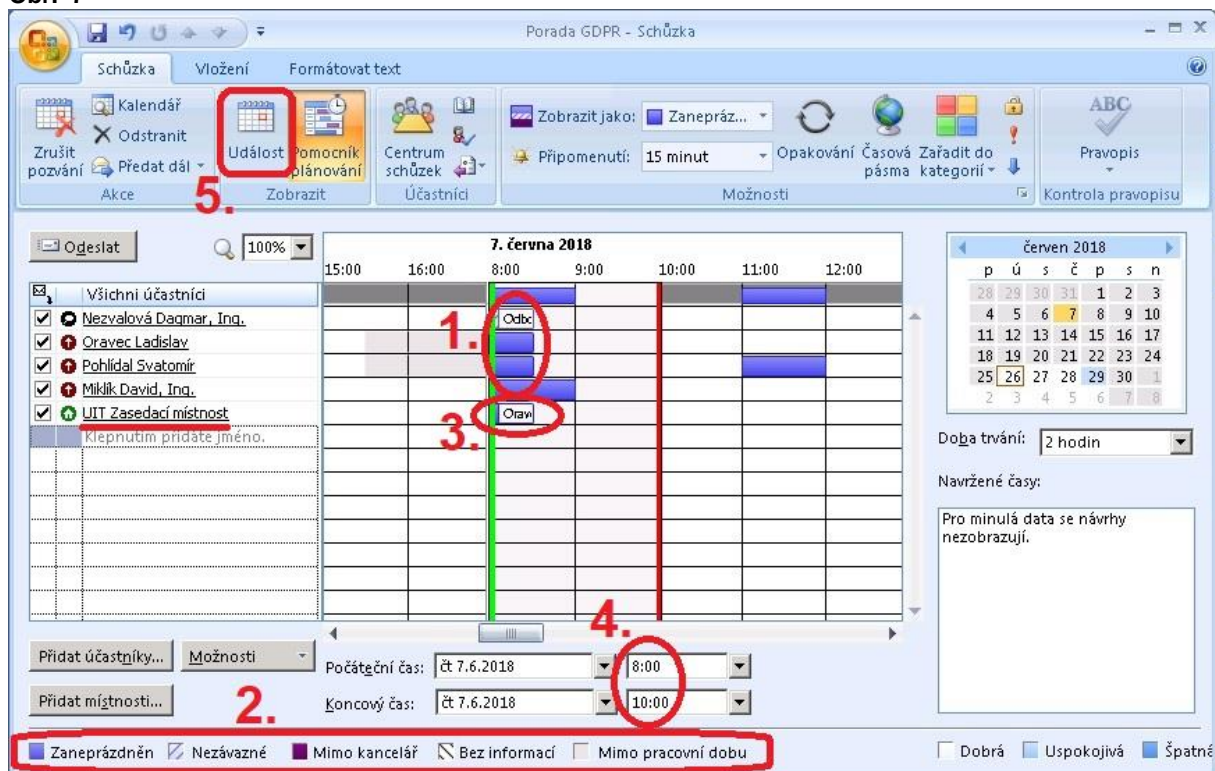 Porada GDPR - Schůzka
Schůzka Vložení Formátovat text
Zrušit pozvání
Kalendář
Odstranit
Předat dál
Akce
Událost
Pomocník plánování
Zobrazit
Centrum schůzek
Účastníci
Zobrazit jako: Zanepráz...
Připomenutí: 15 minut
Opakování
Časová pásma
Zařadit do kategorií
Možnosti
ABC
Pravopis
Kontrola pravopisu
5.
Odeslat
100%
7. června 2018
15:00 16:00 8:00 9:00 10:00 11:00 12:00
Všichni účastníci
Nezvalová Dagmar, Ing.
Oravec Ladislav
Pohlídal Svatomír
Miklík David, Ing.
UIT Zasedací místnost
Klepnutím přidáte jméno.
1.
Odbc
3.
Orav
červen 2018
p ú s č p s n
28 29 30 31 1 2 3
4 5 6 7 8 9 10
11 12 13 14 15 16 17
18 19 20 21 22 23 24
25 26 27 28 29 30 1
2 3 4 5 6 7 8
Doba trvání: 2 hodin
Navržené časy:
Pro minulá data se návrhy
nezobrazují.
4.
Přidat účastníky... Možnosti
Přidat místnosti...
Počáteční čas: čt 7.6.2018 8:00
Koncový čas: čt 7.6.2018 10:00
2.
Zaneprázdněn Nezávazné Mimo kancelář Bez informací Mimo pracovní dobu
Dobrá Uspokojivá Špatná